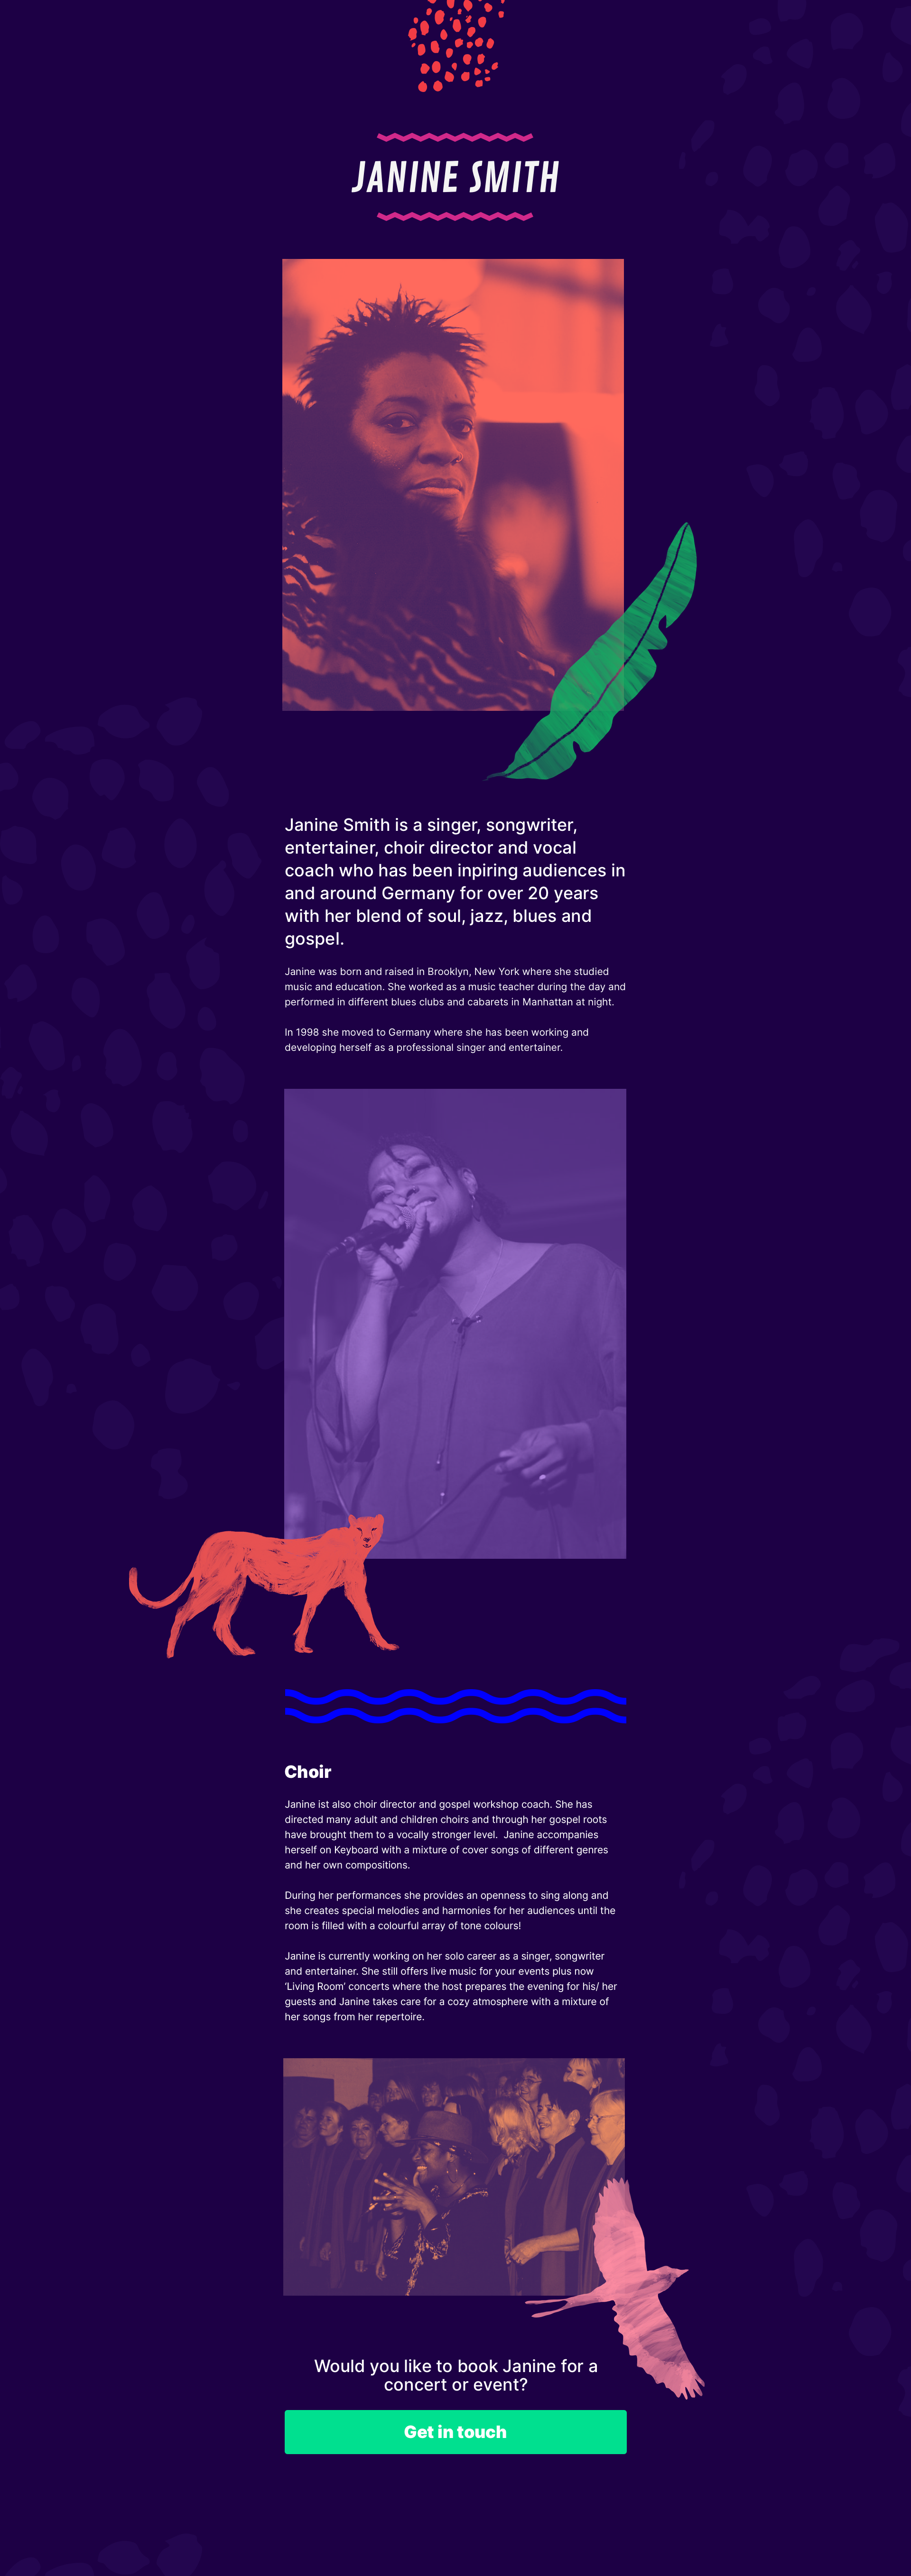 JANINE SMITH
Janine Smith is a singer, songwriter,
entertainer, choir director and vocal
coach who has been inpiring audiences in
and around Germany for over 20 years
with her blend of soul, jazz, blues and
gospel.
Janine was born and raised in Brooklyn, New York where she studied
music and education. She worked as a music teacher during the day and
performed in different blues clubs and cabarets in Manhattan at night.
In 1998 she moved to Germany where she has been working and
developing herself as a professional singer and entertainer.
Choir
Janine ist also choir director and gospel workshop coach. She has
directed many adult and children choirs and through her gospel roots
have brought them to a vocally stronger level.  Janine accompanies
herself on Keyboard with a mixture of cover songs of different genres
and her own compositions.
During her performances she provides an openness to sing along and
she creates special melodies and harmonies for her audiences until the
room is filled with a colourful array of tone colours!
Janine is currently working on her solo career as a singer, songwriter
and entertainer. She still offers live music for your events plus now
‘Living Room’ concerts where the host prepares the evening for his/ her
guests and Janine takes care for a cozy atmosphere with a mixture of
her songs from her repertoire.
Would you like to book Janine for a
concert or event?
Get in touch